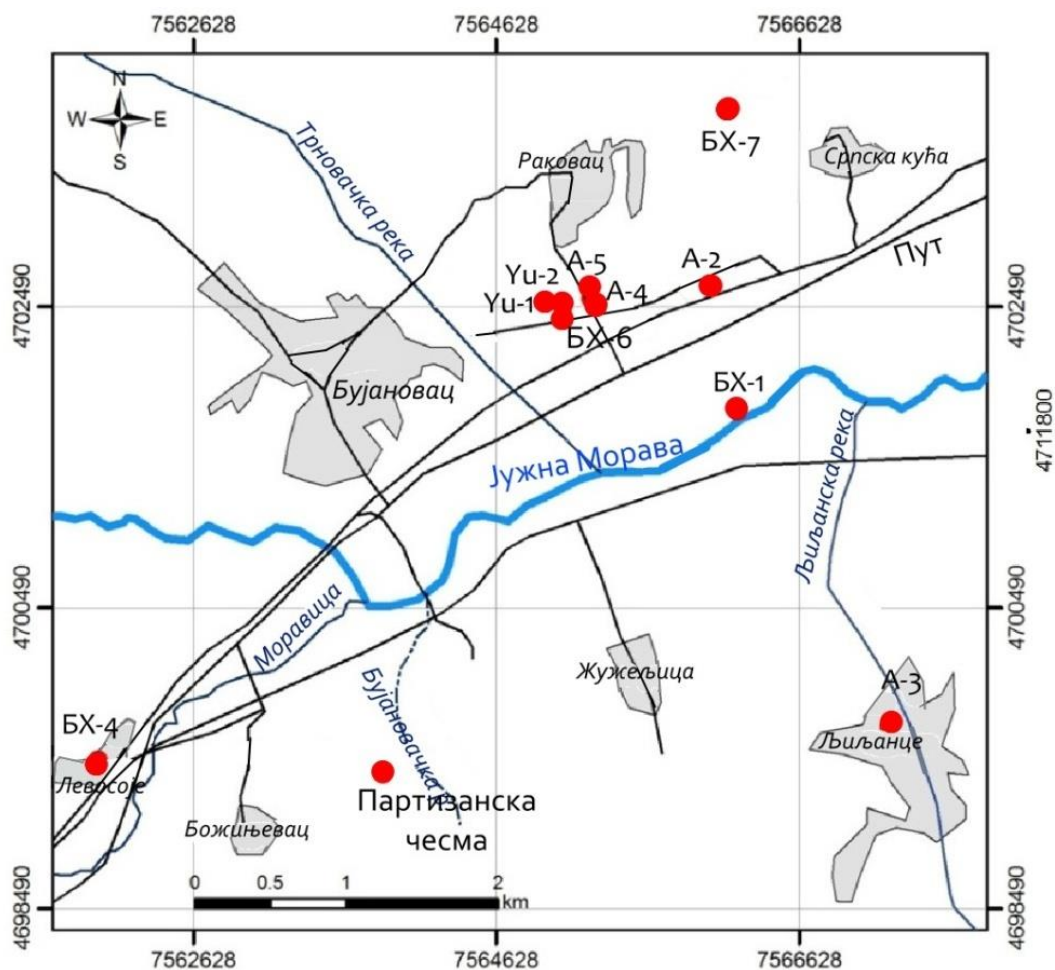 7562628
7564628
7566628
N
W
E
S
БХ-7
Трновачка река
Раковац
Српска кућа
Пут
А-5
А-2
Yu-2
Yu-1
А-4
БХ-6
4702490
4702490
Бујановац
БХ-1
4711800
Јужна Морава
Љиљанска река
4700490
4700490
Моравица
Жужељица
А-3
БХ-4
Бујановачка р.
Љиљанце
Левосоје
Партизанска
чесма
Божињевац
0
0.5
1
2
km
4698490
4698490
7562628
7564628
7566628